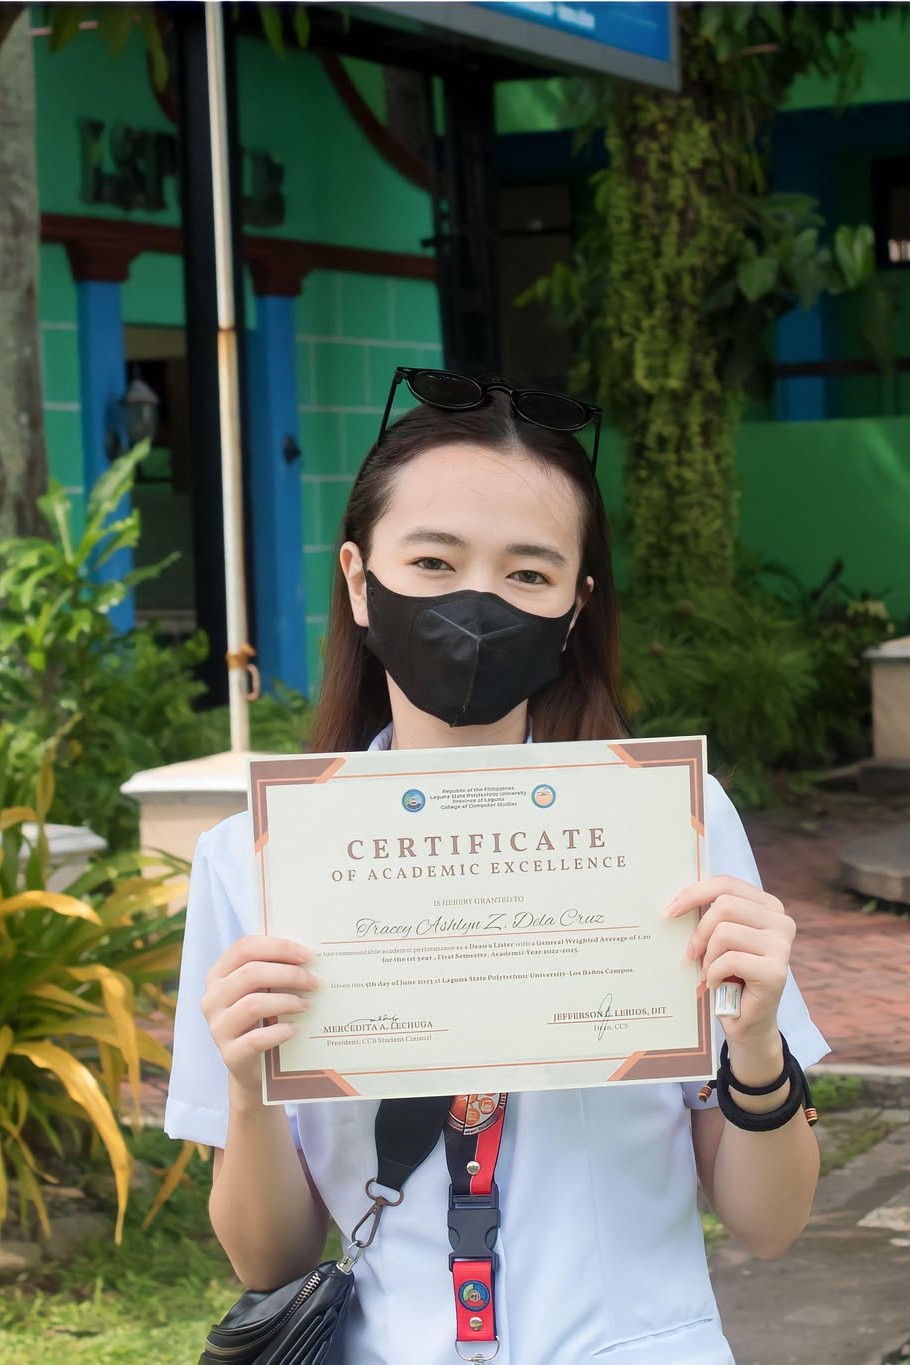 LSP
Republic of the Philippines
Laguna State Polytechnic University
Province of Laguna
College of Computer Studies
CERTIFICATE
OF ACADEMIC EXCELLENCE
IS HEREBY GRANTED TO
Tracey Ashlyn Z. Dela Cruz
her commendable academic performance as a Dean's Lister with a General Weighted Average of 1.20
for the 1st year , First Semester, Academic Year 2022-2023.
Given this 5th day of June 2023 at Laguna State Polytechnic University-Los Baños Campus.
MERCEDITA A. LECHUGA
President, CCS Student Council
JEFFERSON L. LERIOS, DIT
Dean, CCS